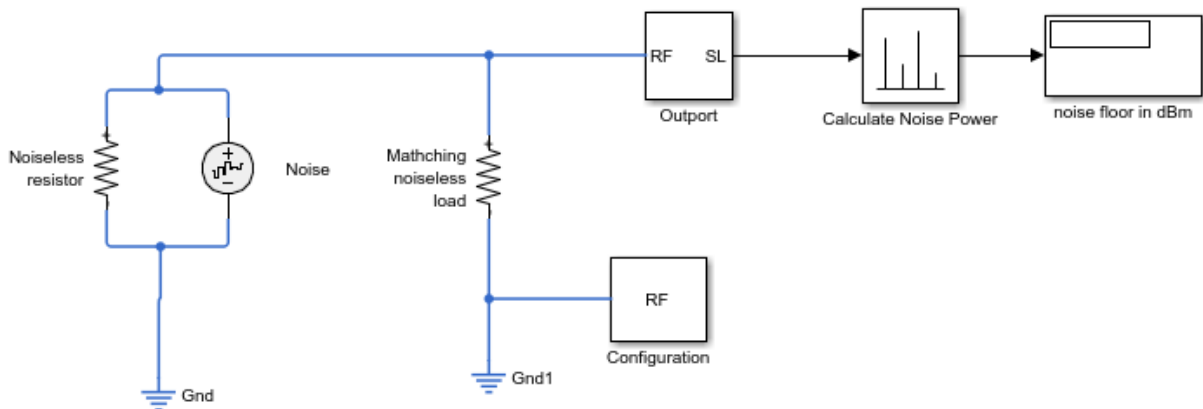 RF
SL
Outport
Calculate Noise Power
noise floor in dBm
Noiseless
resistor
Noise
Mathching
noiseless
load
RF
Configuration
Gnd
Gnd1